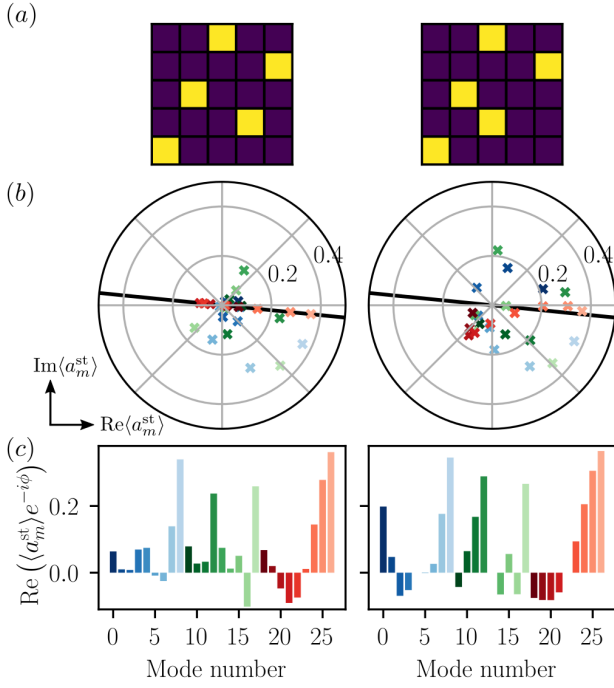 (a)
(b)
0.4
0.2
0.4
0.2
Im⟨a_m^st⟩
Re⟨a_m^st⟩
(c)
Re(⟨a_m^st⟩e^{-iϕ})
0.2
0.0
0 5 10 15 20 25
0 5 10 15 20 25
Mode number
Mode number